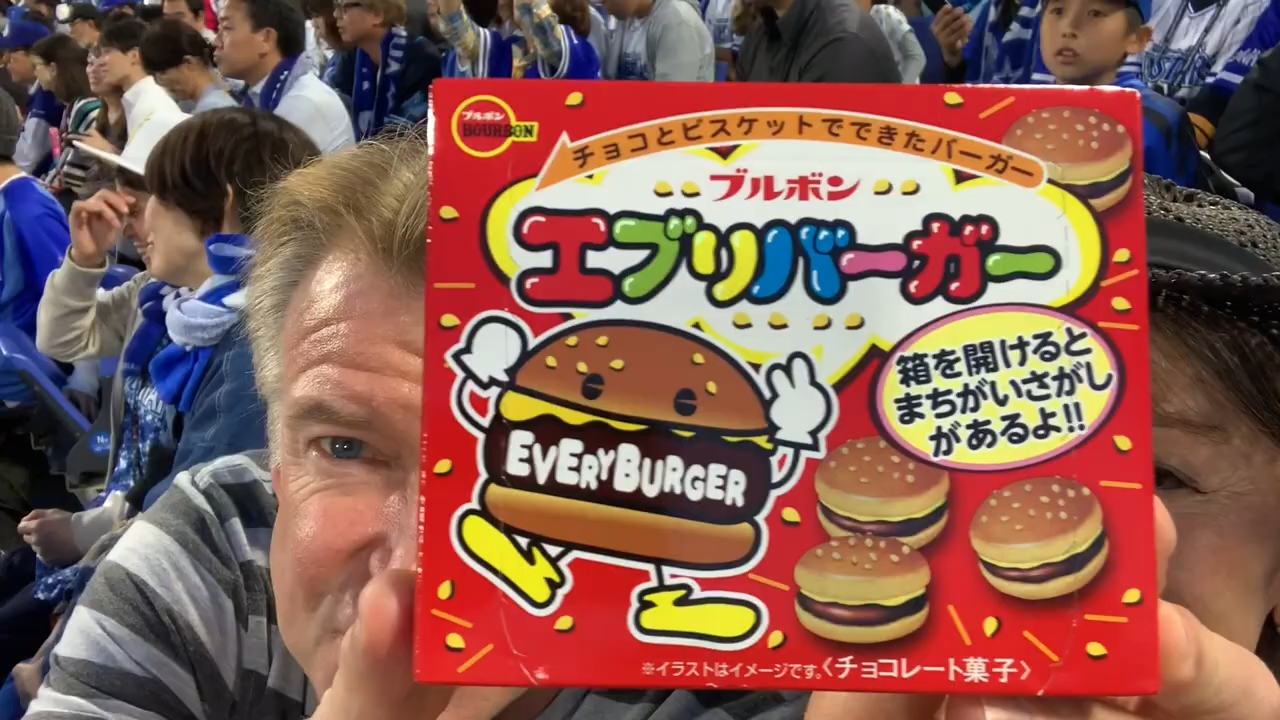 ブルボン
BOURBON
チョコとビスケットでできたバーガー
ブルボン
エブリバーガー
箱を開けると
まちがいさがし
があるよ!!
EVERYBURGER
※イラストはイメージです。〈チョコレート菓子〉